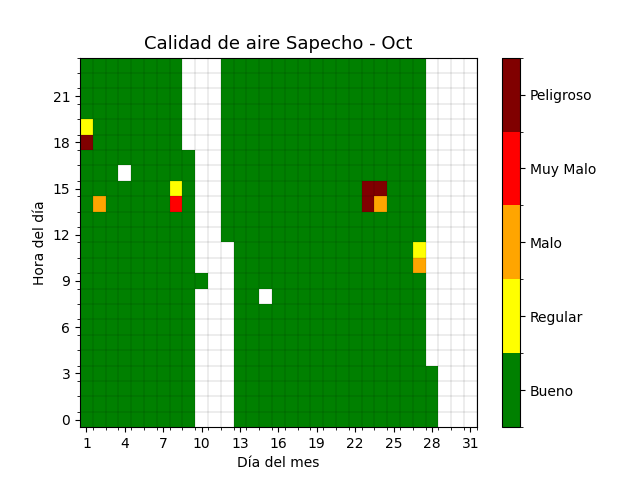 Calidad de aire Sapecho - Oct
Hora del día
21
18
15
12
9
6
3
0
1 4 7 10 13 16 19 22 25 28 31
Día del mes
Peligroso
Muy Malo
Malo
Regular
Bueno